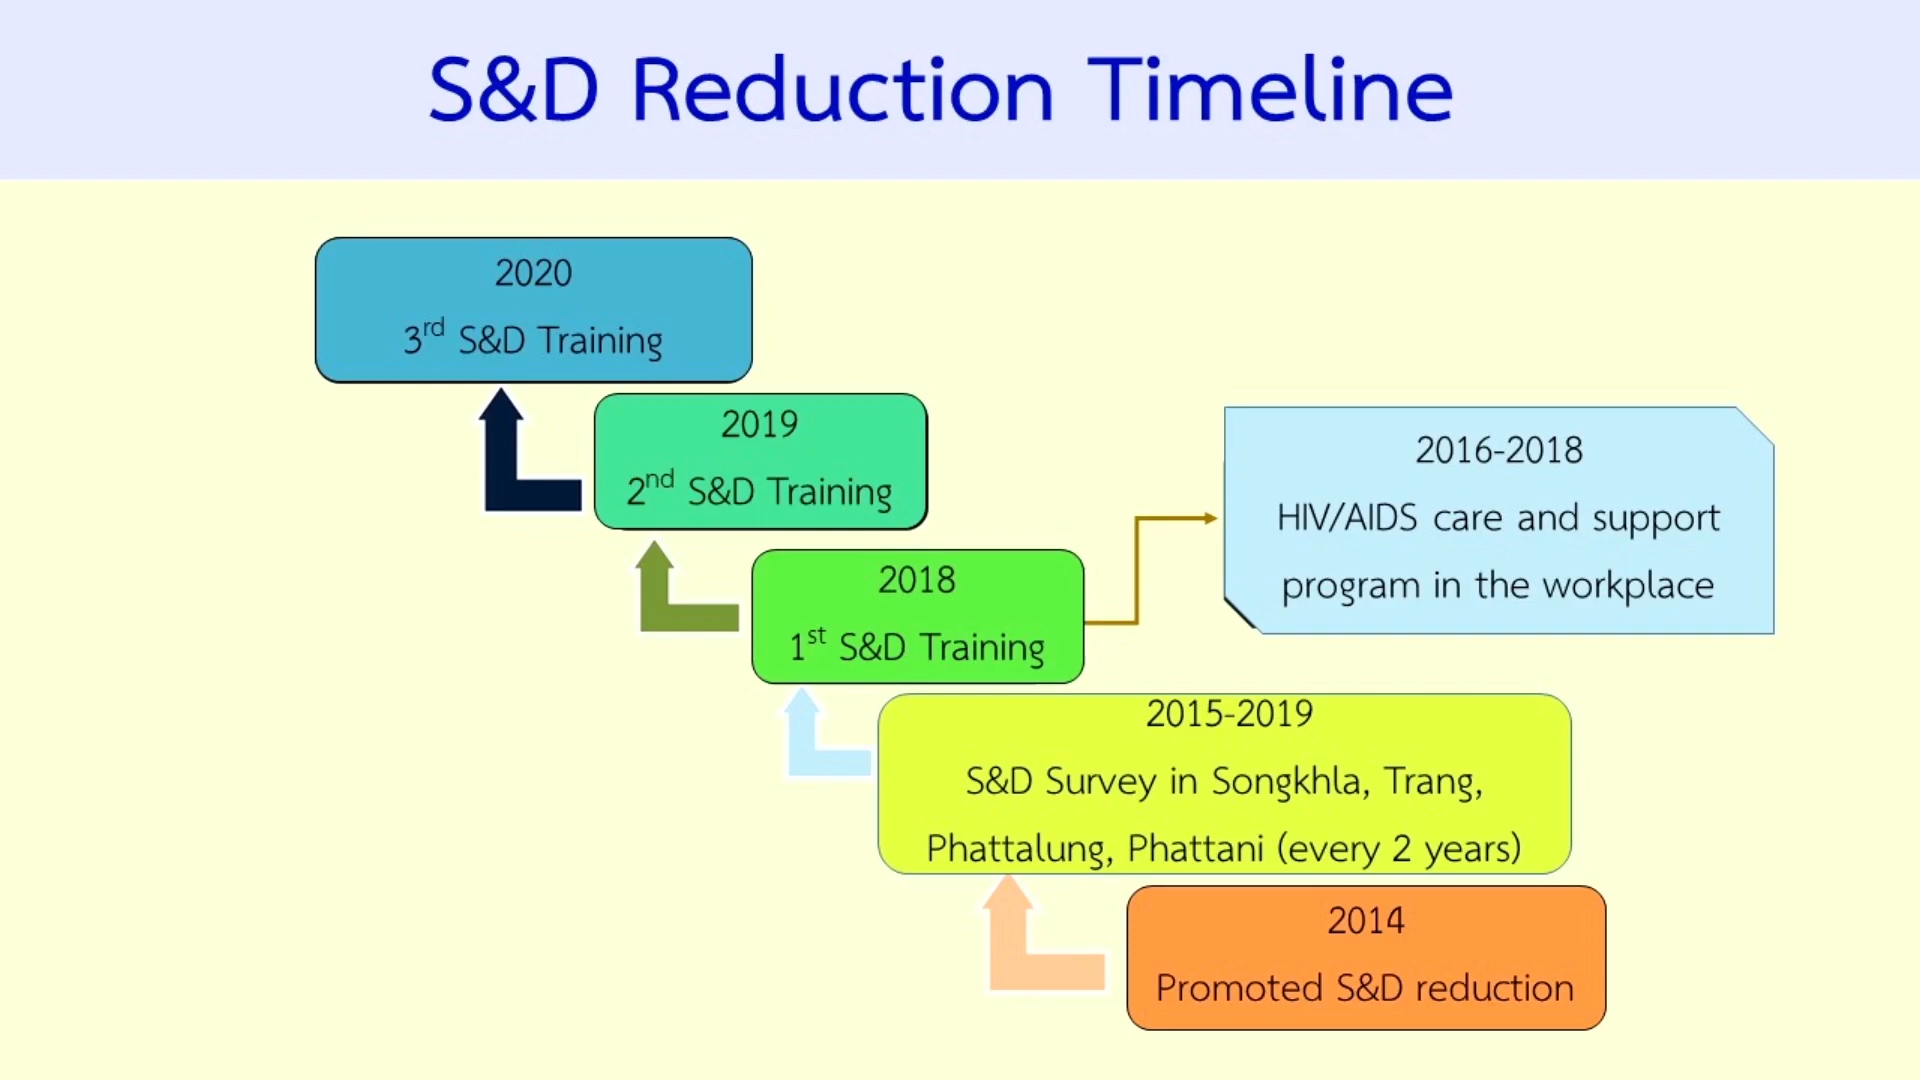 S&D Reduction Timeline
2020
3rd S&D Training
2019
2nd S&D Training
2016-2018
HIV/AIDS care and support
program in the workplace
2018
1st S&D Training
2015-2019
S&D Survey in Songkhla, Trang,
Phattalung, Phattani (every 2 years)
2014
Promoted S&D reduction